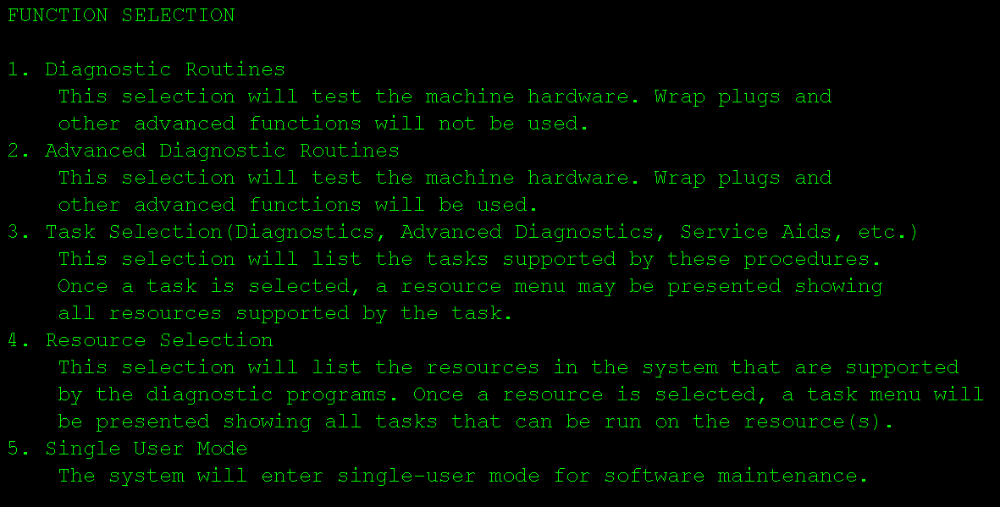 FUNCTION SELECTION
1. Diagnostic Routines
This selection will test the machine hardware. Wrap plugs and
other advanced functions will not be used.
2. Advanced Diagnostic Routines
This selection will test the machine hardware. Wrap plugs and
other advanced functions will be used.
3. Task Selection(Diagnostics, Advanced Diagnostics, Service Aids, etc.)
This selection will list the tasks supported by these procedures.
Once a task is selected, a resource menu may be presented showing
all resources supported by the task.
4. Resource Selection
This selection will list the resources in the system that are supported
by the diagnostic programs. Once a resource is selected, a task menu will
be presented showing all tasks that can be run on the resource(s).
5. Single User Mode
The system will enter single-user mode for software maintenance.